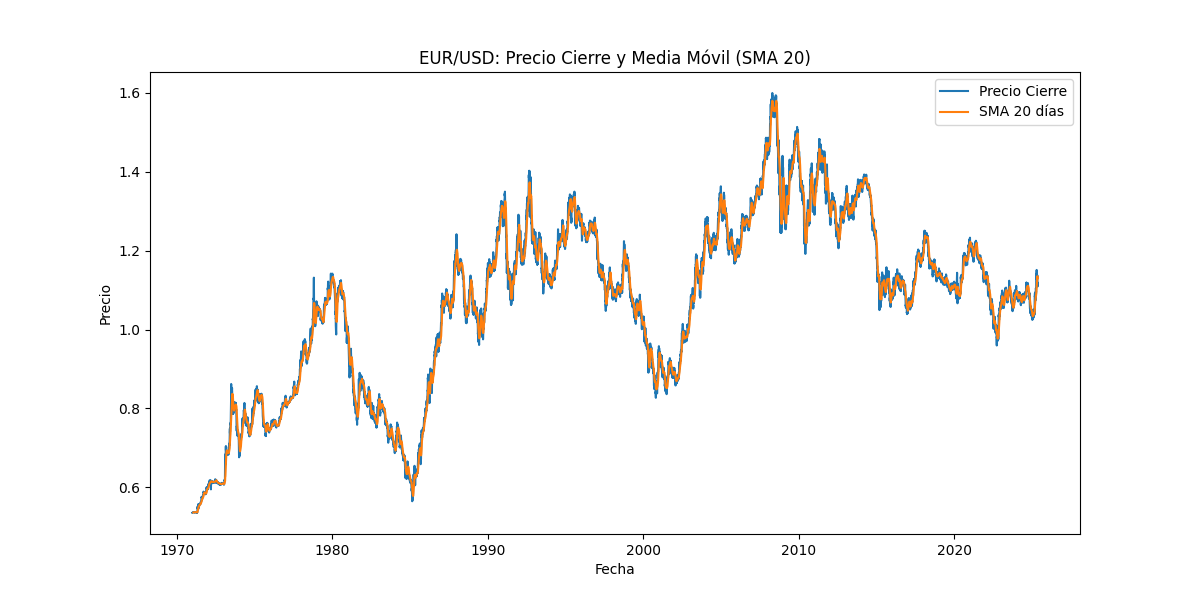 EUR/USD: Precio Cierre y Media Móvil (SMA 20)
Precio Cierre
SMA 20 días
1.6
1.4
1.2
1.0
0.8
0.6
Precio
1970 1980 1990 2000 2010 2020
Fecha